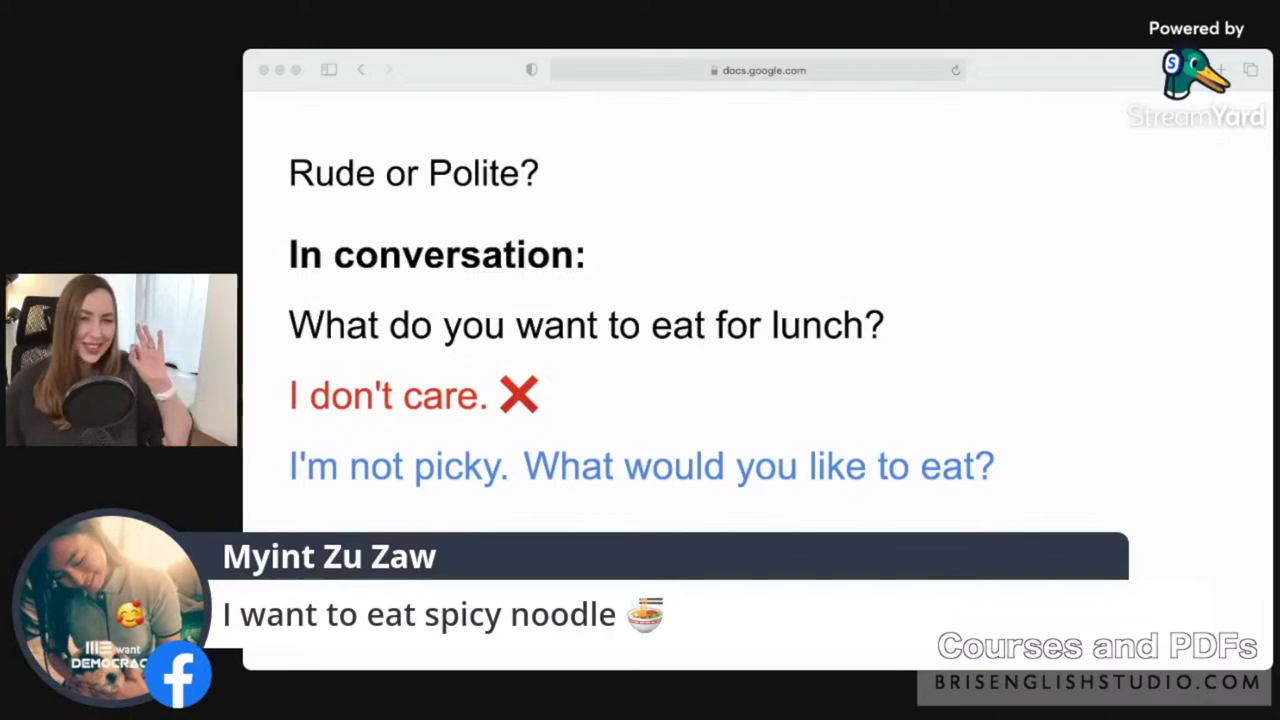 Powered by
StreamYard
docs.google.com
Rude or Polite?
In conversation:
What do you want to eat for lunch?
I don't care. ❌
I'm not picky. What would you like to eat?
Myint Zu Zaw
I want to eat spicy noodle 🍜
want
DEMOCRAC
Courses and PDFs
BRISENGLISHSTUDIO.COM